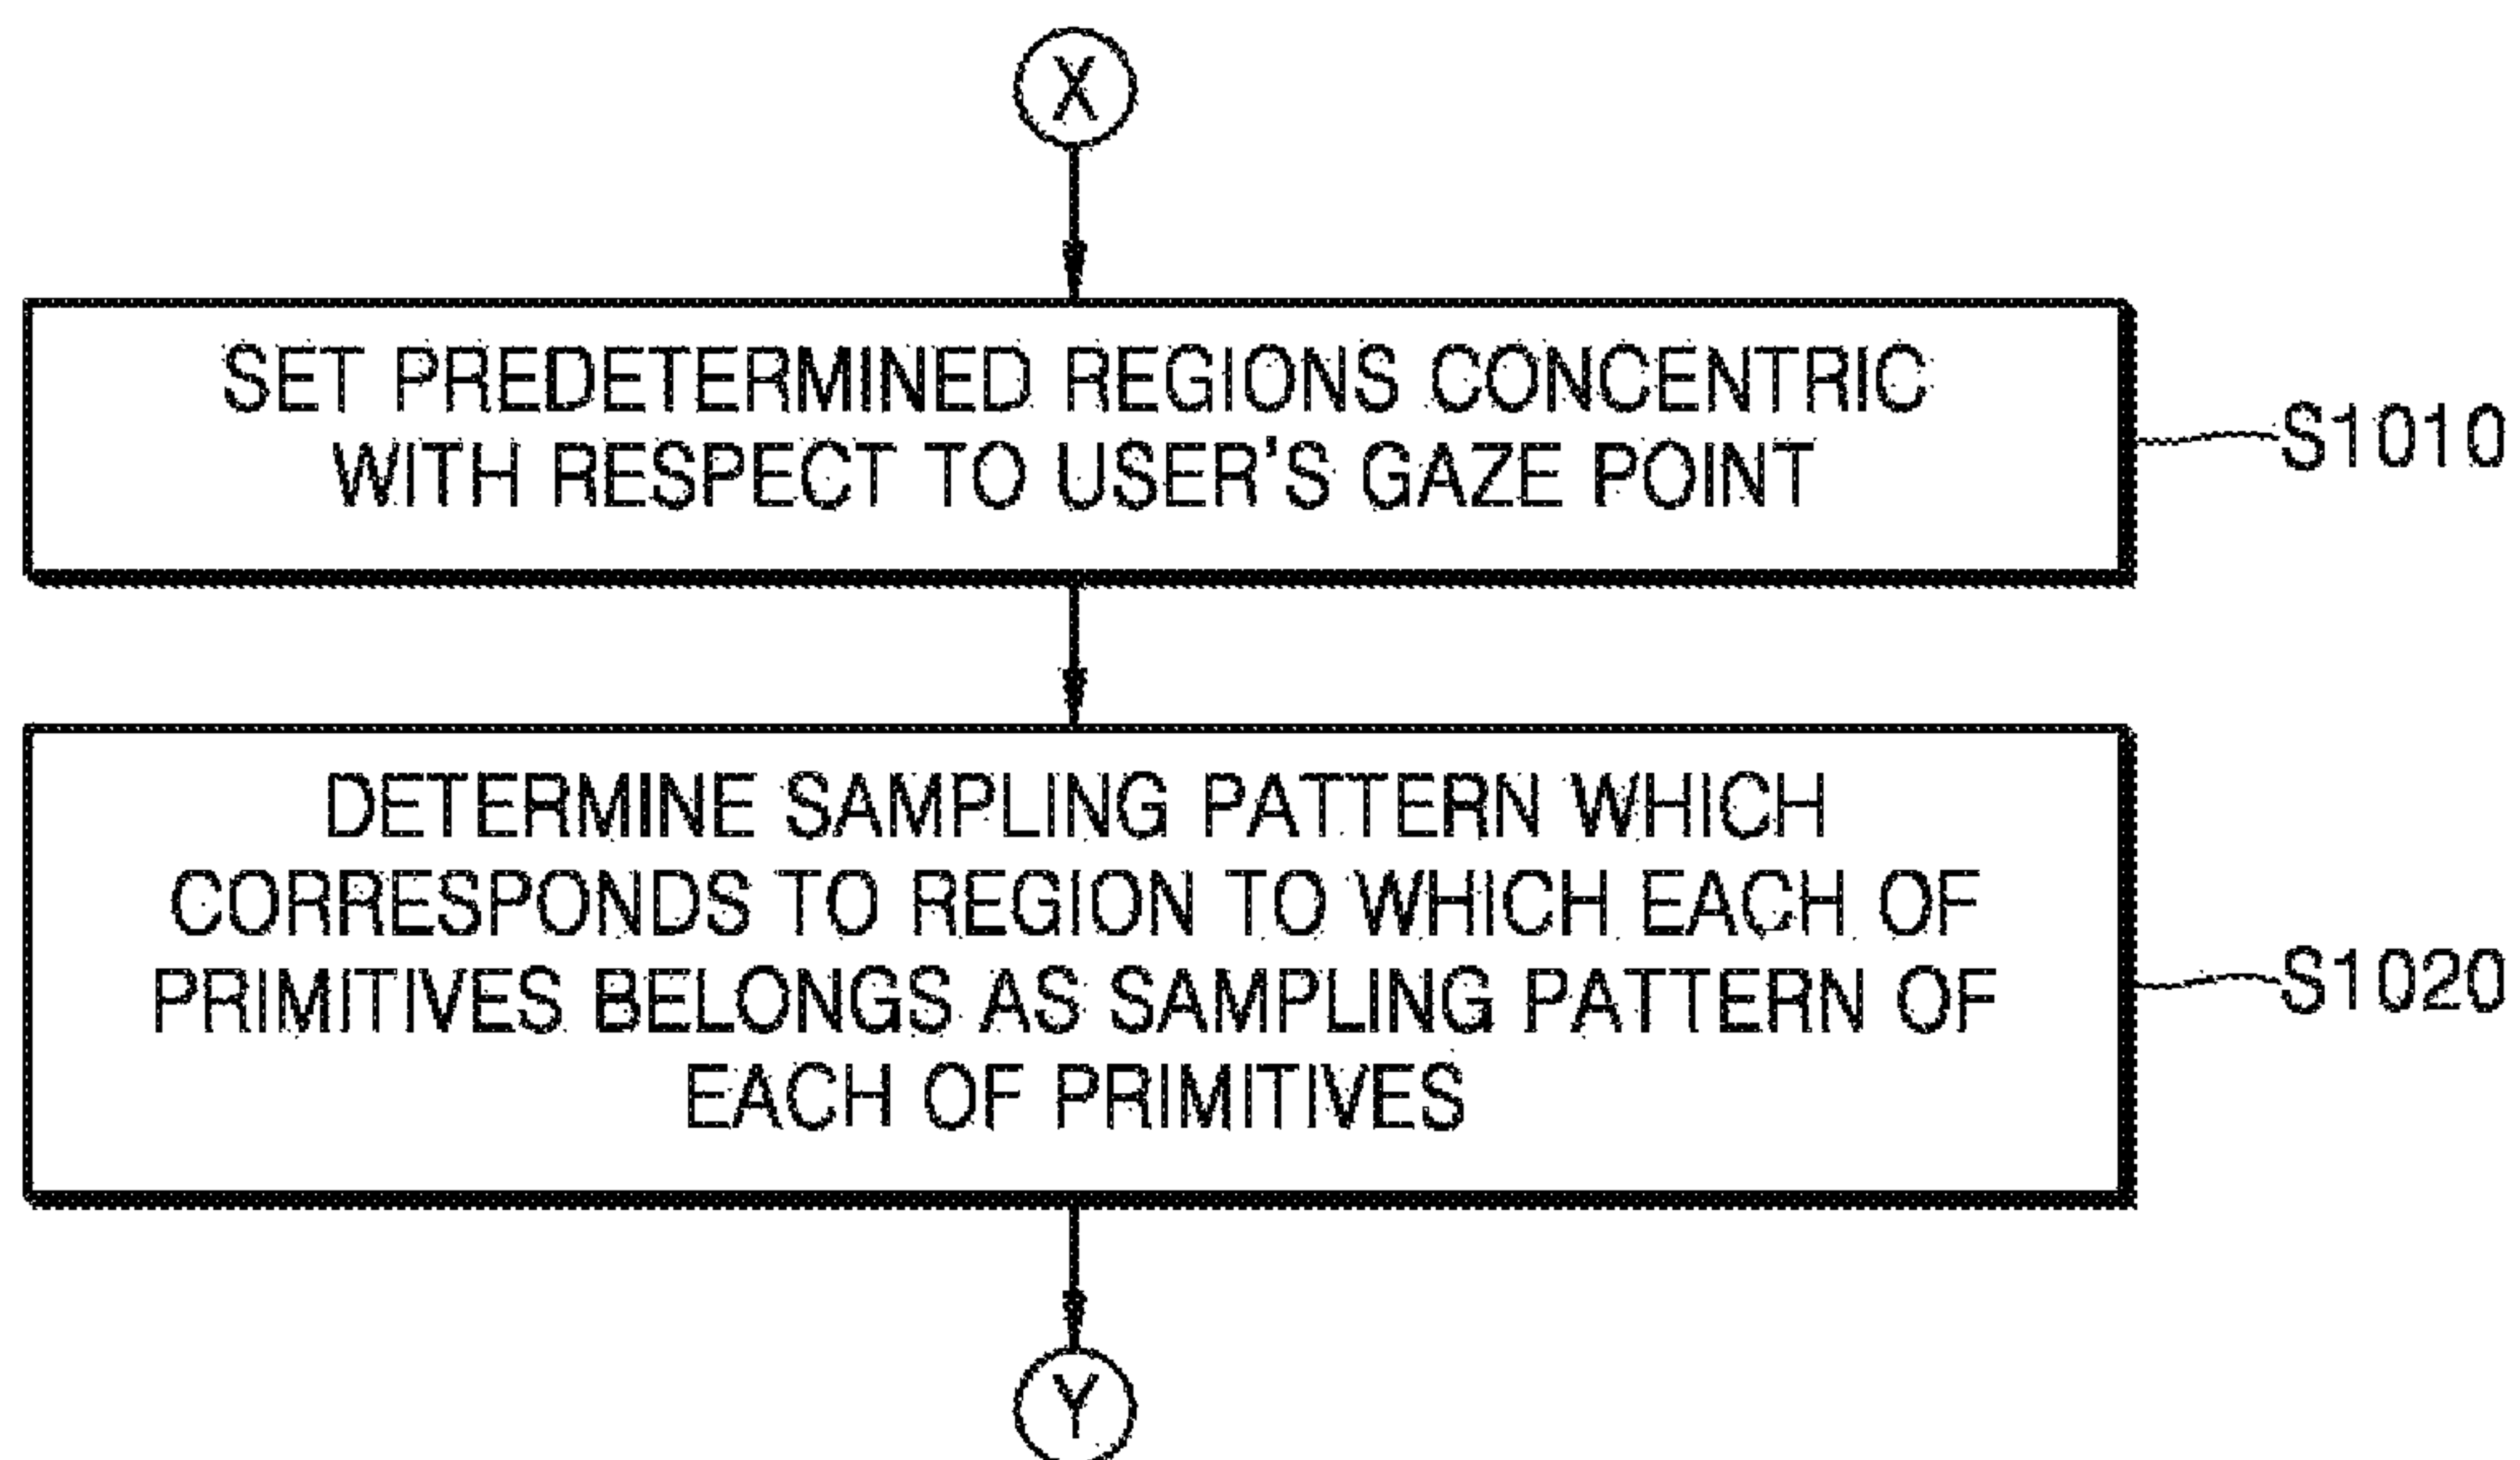 X
SET PREDETERMINED REGIONS CONCENTRIC
WITH RESPECT TO USER'S GAZE POINT
S1010
DETERMINE SAMPLING PATTERN WHICH
CORRESPONDS TO REGION TO WHICH EACH OF
PRIMITIVES BELONGS AS SAMPLING PATTERN OF
EACH OF PRIMITIVES
S1020
Y